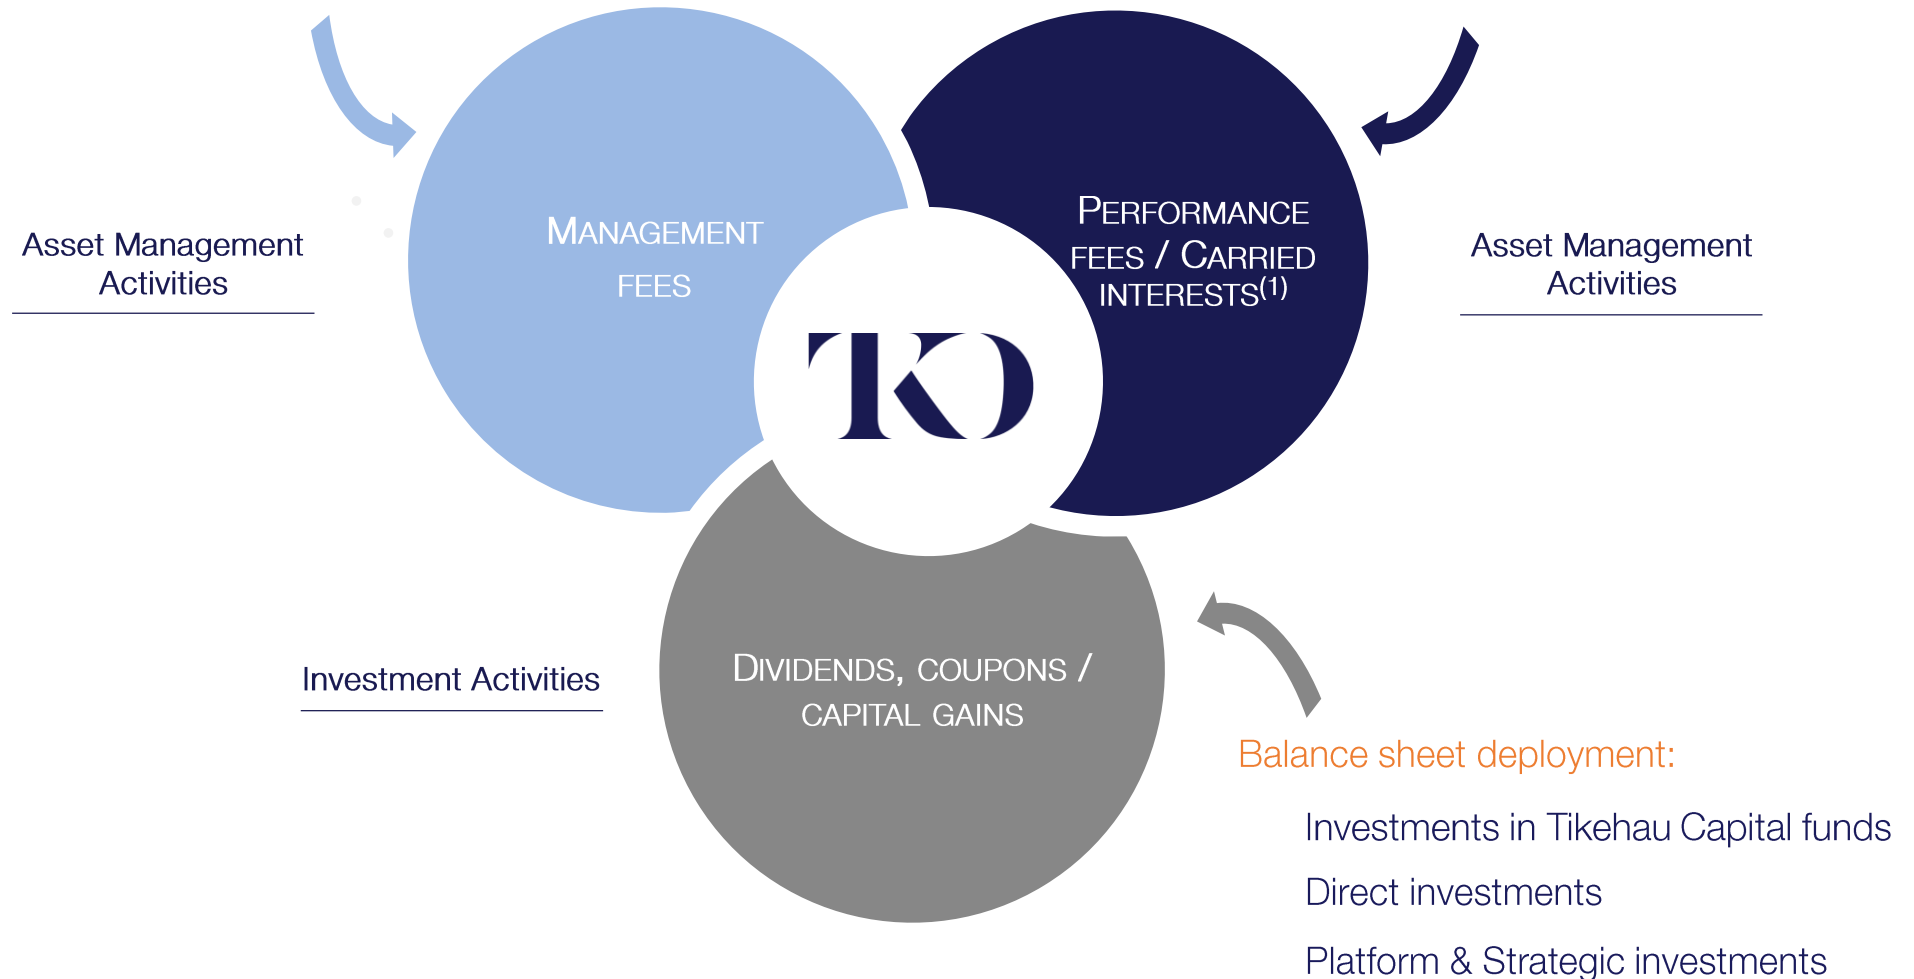 Asset Management
Activities
MANAGEMENT
FEES
PERFORMANCE
FEES / CARRIED
INTERESTS(1)
Asset Management
Activities
TKO
Investment Activities
DIVIDENDS, COUPONS /
CAPITAL GAINS
Balance sheet deployment:
Investments in Tikehau Capital funds
Direct investments
Platform & Strategic investments